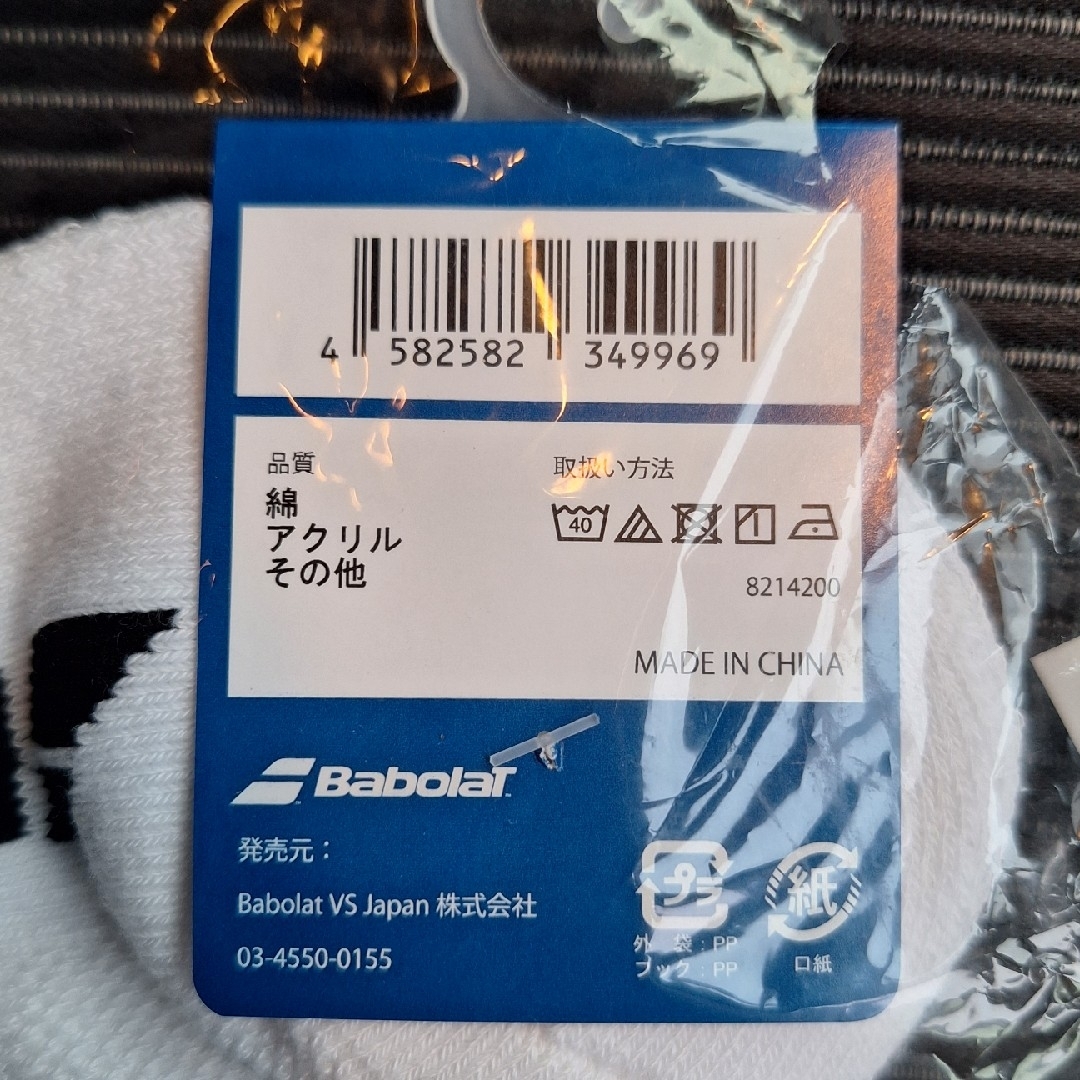 4 582582 349969
品質
綿
アクリル
その他
取扱い方法
40
8214200
MADE IN CHINA
Babolat
発売元：
Babolat VS Japan 株式会社
03-4550-0155
プラ
外 袋 : PP
フック : PP
紙
口紙